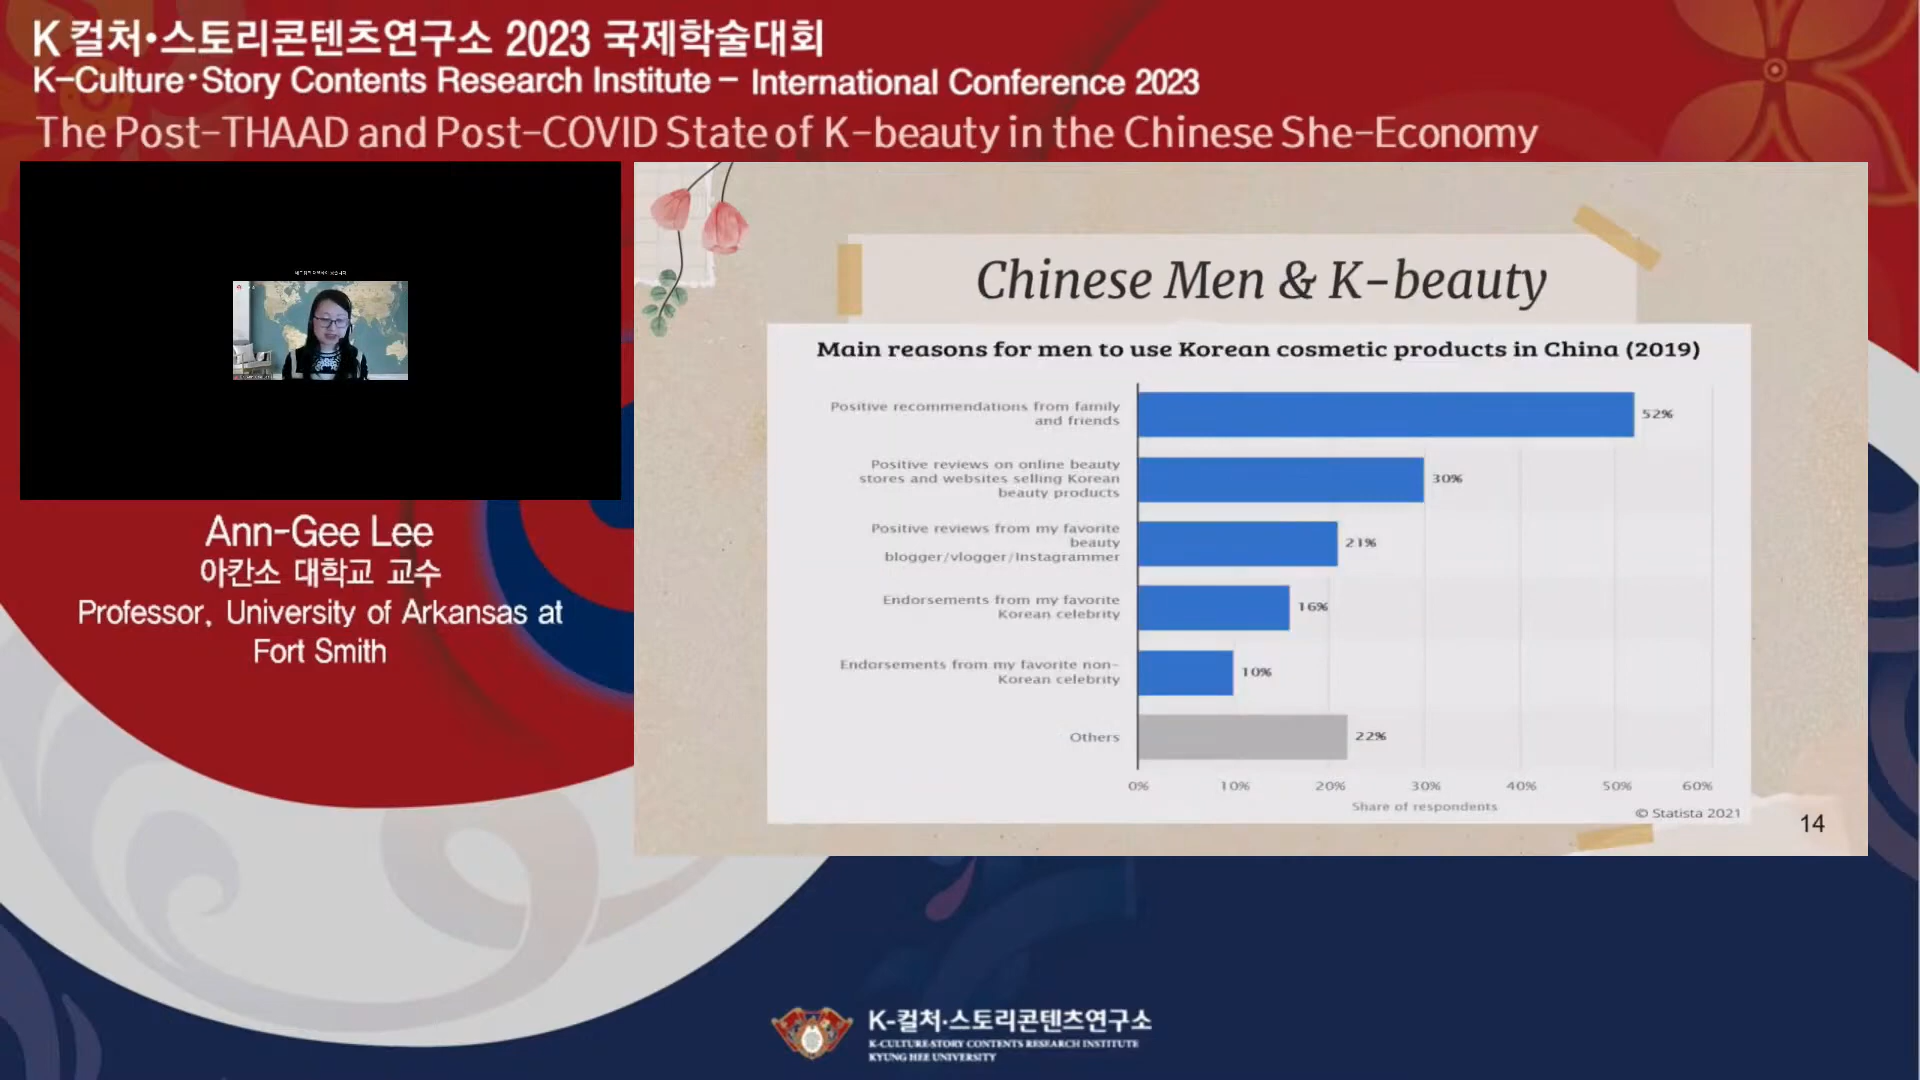 K컬처•스토리콘텐츠연구소 2023 국제학술대회
K-Culture•Story Contents Research Institute - International Conference 2023
The Post-THAAD and Post-COVID State of K-beauty in the Chinese She-Economy
Ann-Gee Lee
아칸소 대학교 교수
Professor, University of Arkansas at
Fort Smith
Chinese Men & K-beauty
Main reasons for men to use Korean cosmetic products in China (2019)
Positive recommendations from family
and friends
52%
Positive reviews on online beauty
stores and websites selling Korean
beauty products
30%
Positive reviews from my favorite
beauty
blogger/vlogger/Instagrammer
21%
Endorsements from my favorite
Korean celebrity
16%
Endorsements from my favorite non-
Korean celebrity
10%
Others
22%
0% 10% 20% 30% 40% 50% 60%
Share of respondents
© Statista 2021
14
K-컬처•스토리콘텐츠연구소
K-CULTURE•STORY CONTENTS RESEARCH INSTITUTE
KYUNG HEE UNIVERSITY